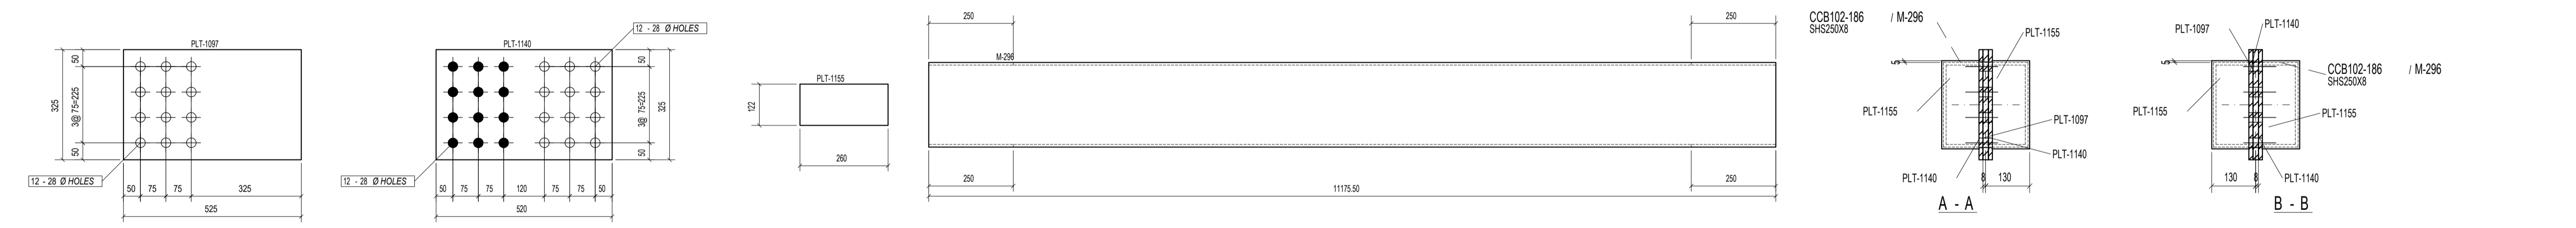 PLT-1097
50
325
3@ 75=225
50
12 - 28 Ø HOLES
50
75
75
325
525
12 - 28 Ø HOLES
PLT-1140
50
3@ 75=225
325
50
12 - 28 Ø HOLES
50
75
75
120
75
75
50
520
PLT-1155
122
260
250
250
M-296
250
250
11175.50
CCB102-186 / M-296
SHS250X8
PLT-1155
5
PLT-1155
PLT-1097
PLT-1140
PLT-1140
8
130
A - A
PLT-1140
PLT-1097
5
CCB102-186 / M-296
SHS250X8
PLT-1155
PLT-1155
PLT-1140
130
8
B - B